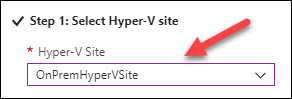 Step 1: Select Hyper-V site
* Hyper-V Site
OnPremHyperVSite